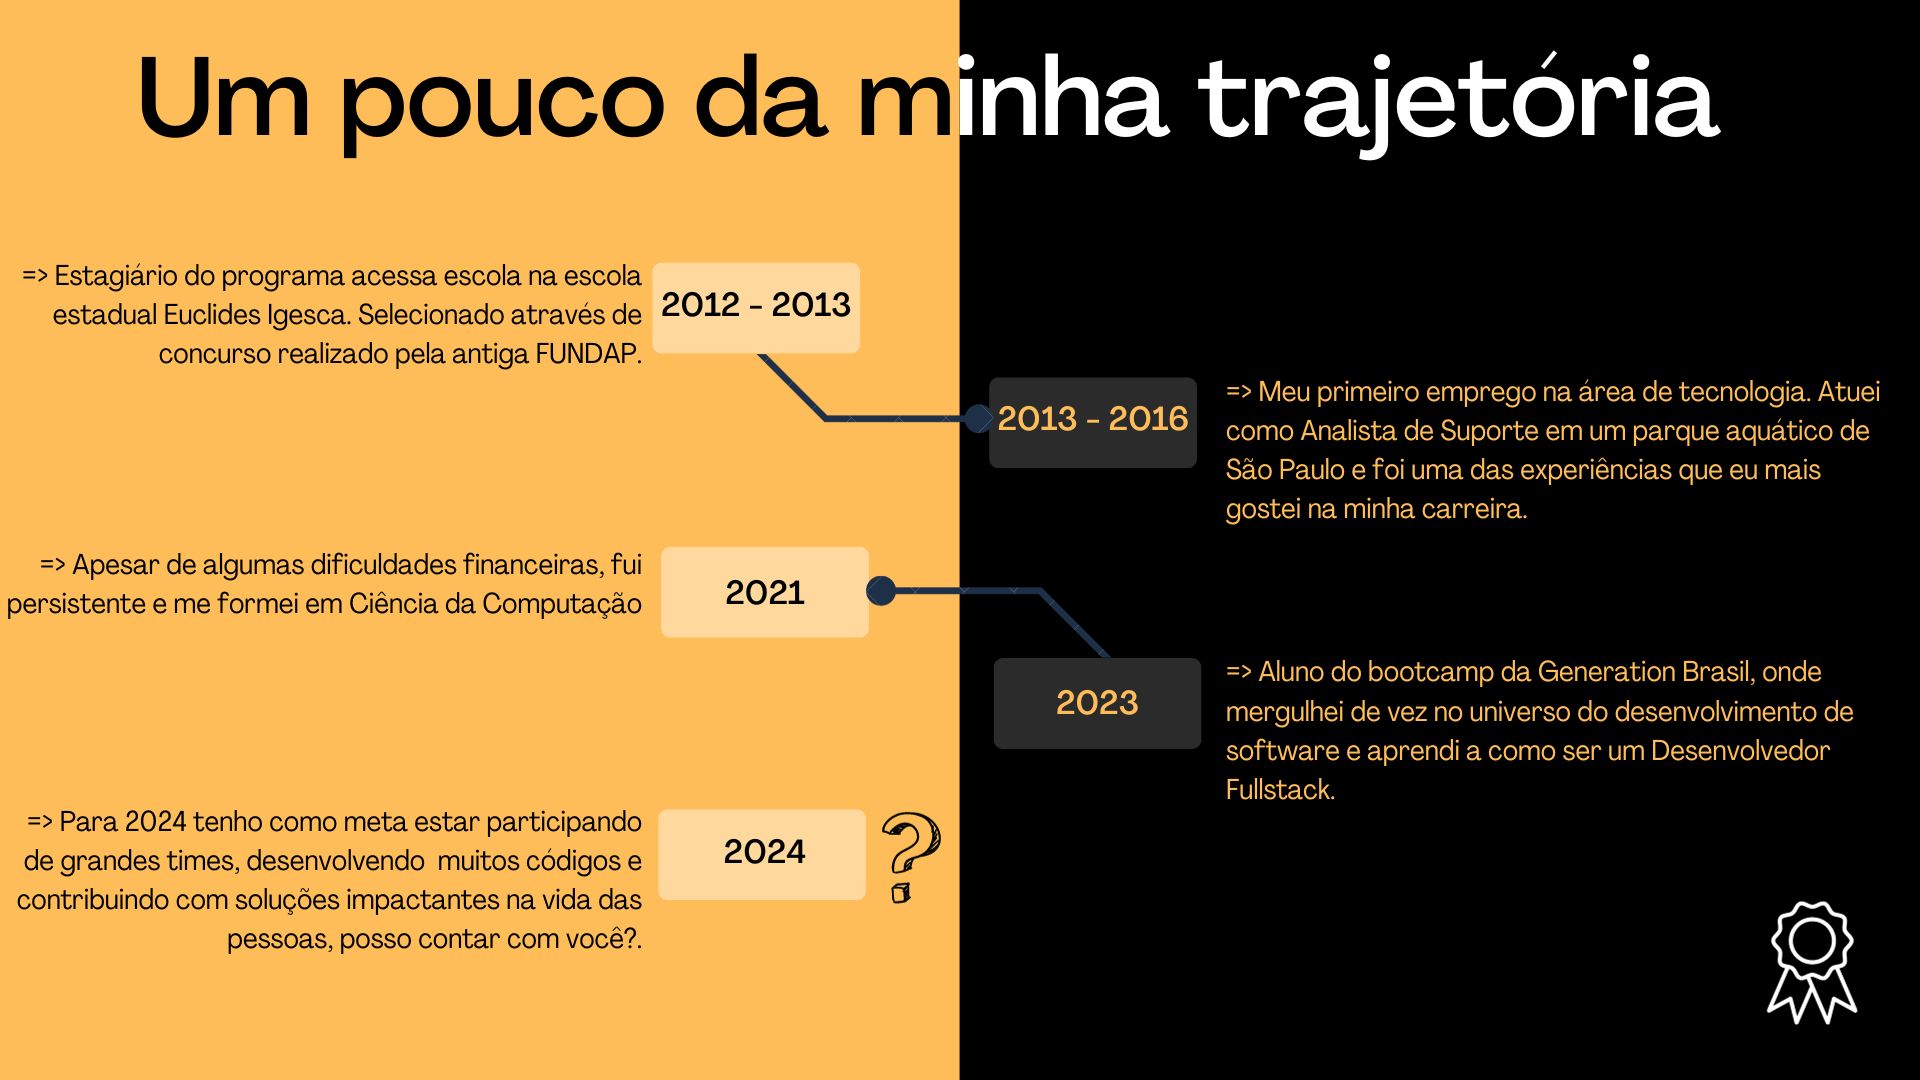 Um pouco da minha trajetória
=> Estagiário do programa acessa escola na escola
estadual Euclides Igesca. Selecionado através de
concurso realizado pela antiga FUNDAP.
2012 - 2013
2013 - 2016
=> Meu primeiro emprego na área de tecnologia. Atuei
como Analista de Suporte em um parque aquático de
São Paulo e foi uma das experiências que eu mais
gostei na minha carreira.
=> Apesar de algumas dificuldades financeiras, fui
persistente e me formei em Ciência da Computação
2021
2023
=> Aluno do bootcamp da Generation Brasil, onde
mergulhei de vez no universo do desenvolvimento de
software e aprendi a como ser um Desenvolvedor
Fullstack.
=> Para 2024 tenho como meta estar participando
de grandes times, desenvolvendo  muitos códigos e
contribuindo com soluções impactantes na vida das
pessoas, posso contar com você?.
2024
?